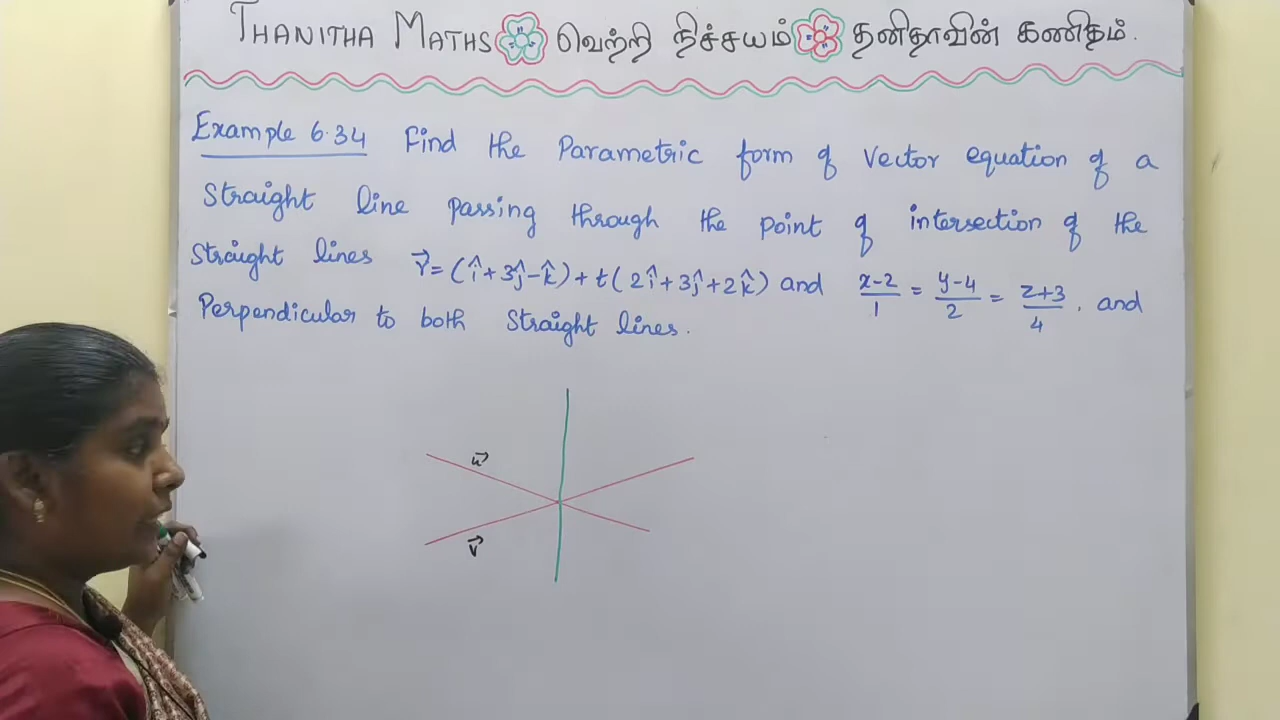 THANITHA MATHS வெற்றி நிச்சயம் தனிதாவின் கணிதம்.
Example 6.34 Find the Parametric form of Vector equation of a
Straight line passing through the point of intersection of the
Straight lines r⃗=(î+3ĵ-k̂)+t(2î+3ĵ+2k̂) and x-2/1 = y-4/2 = z+3/4, and
Perpendicular to both Straight lines.
u⃗
v⃗